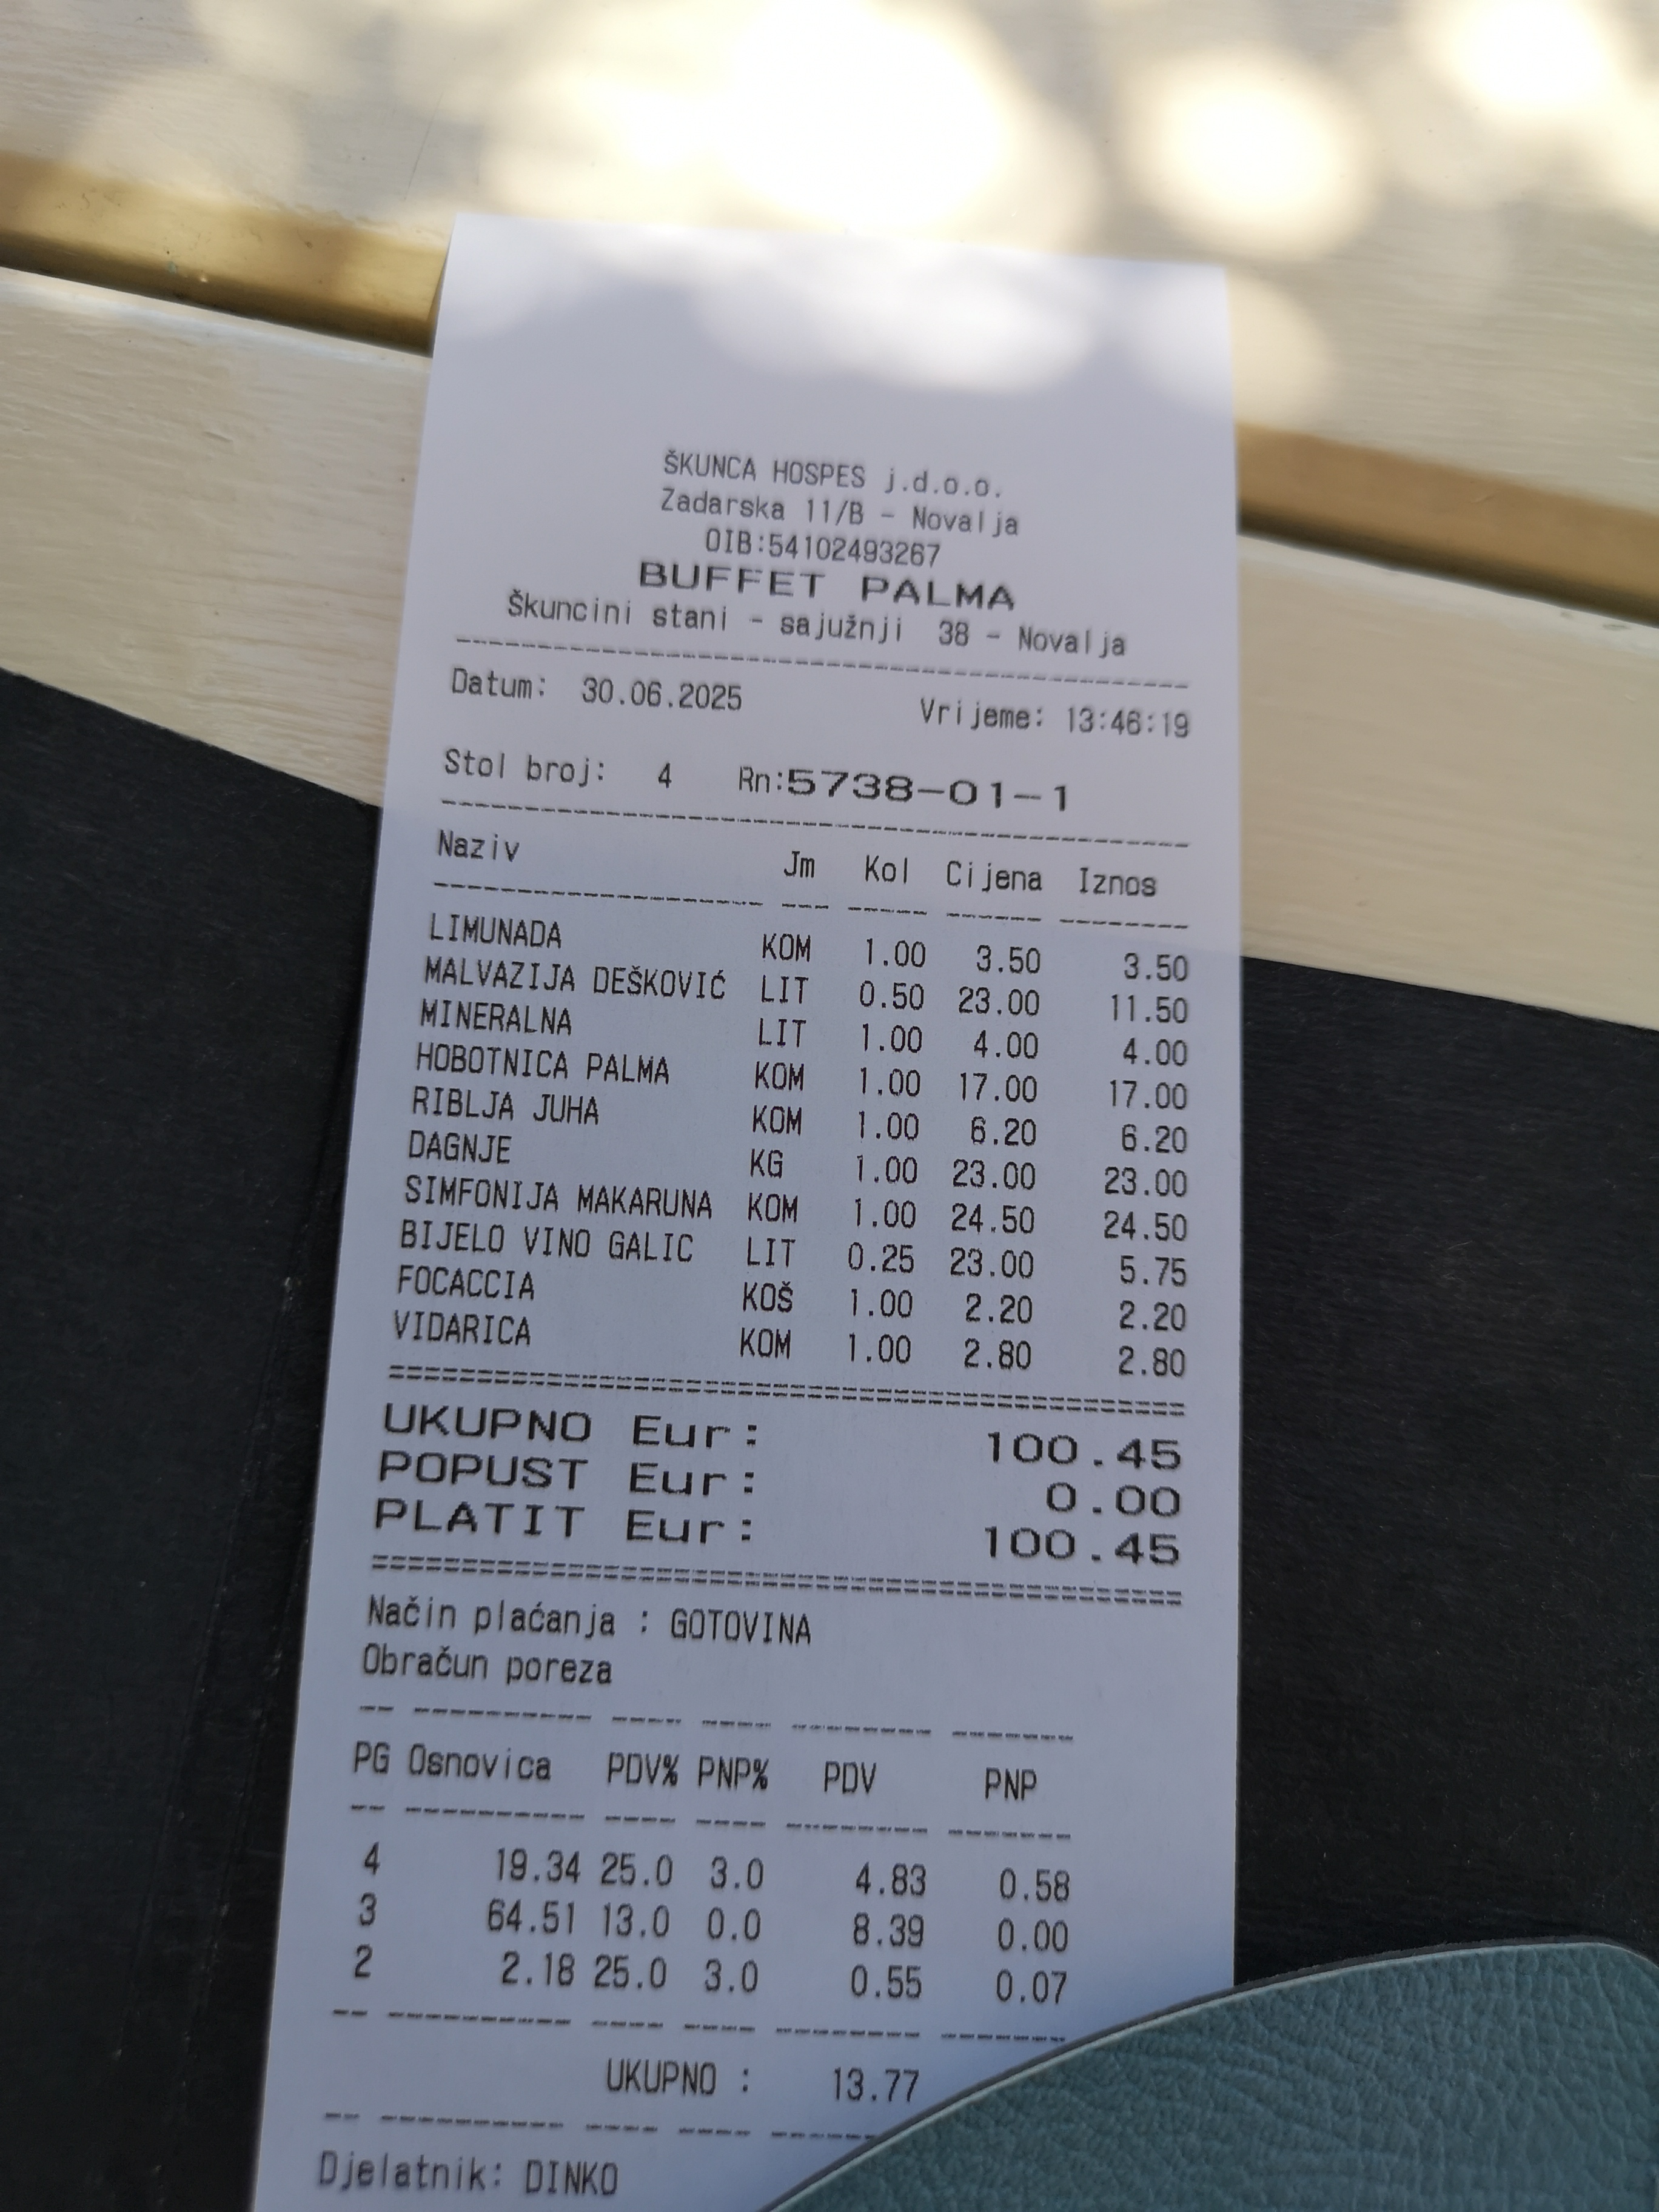 ŠKUNCA HOSPES j.d.o.o.
Zadarska 11/B - Novalja
OIB:54102493267
BUFFET PALMA
Škuncini stani - sajužnji 38 - Novalja
Datum: 30.06.2025 Vrijeme: 13:46:19
Stol broj: 4 Rn:5738-01-1
Naziv Jm Kol Cijena Iznos
LIMUNADA KOM 1.00 3.50 3.50
MALVAZIJA DEŠKOVIĆ LIT 0.50 23.00 11.50
MINERALNA LIT 1.00 4.00 4.00
HOBOTNICA PALMA KOM 1.00 17.00 17.00
RIBLJA JUHA KOM 1.00 6.20 6.20
DAGNJE KG 1.00 23.00 23.00
SIMFONIJA MAKARUNA KOM 1.00 24.50 24.50
BIJELO VINO GALIC LIT 0.25 23.00 5.75
FOCACCIA KOŠ 1.00 2.20 2.20
VIDARICA KOM 1.00 2.80 2.80
UKUPNO Eur: 100.45
POPUST Eur: 0.00
PLATIT Eur: 100.45
Način plaćanja : GOTOVINA
Obračun poreza
PG Osnovica PDV% PNP% PDV PNP
4 19.34 25.0 3.0 4.83 0.58
3 64.51 13.0 0.0 8.39 0.00
2 2.18 25.0 3.0 0.55 0.07
UKUPNO : 13.77
Djelatnik: DINKO